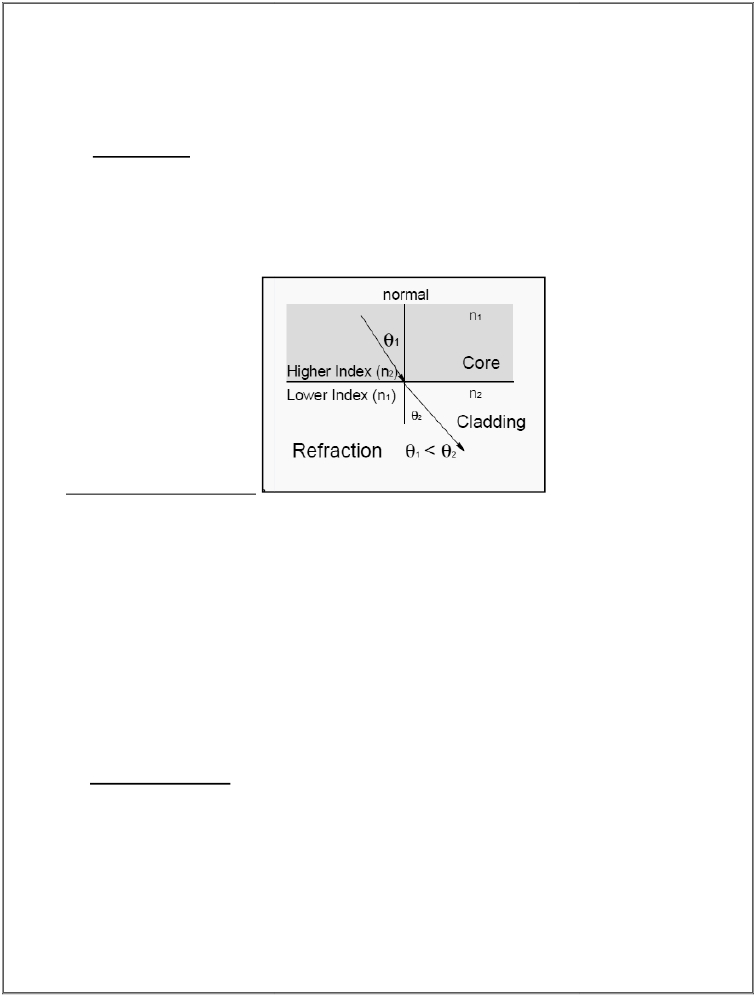 normal
n₁
θ₁
Core
Higher Index (n₂)
Lower Index (n₁)
n₂
θ₂
Cladding
Refraction θ₁ < θ₂